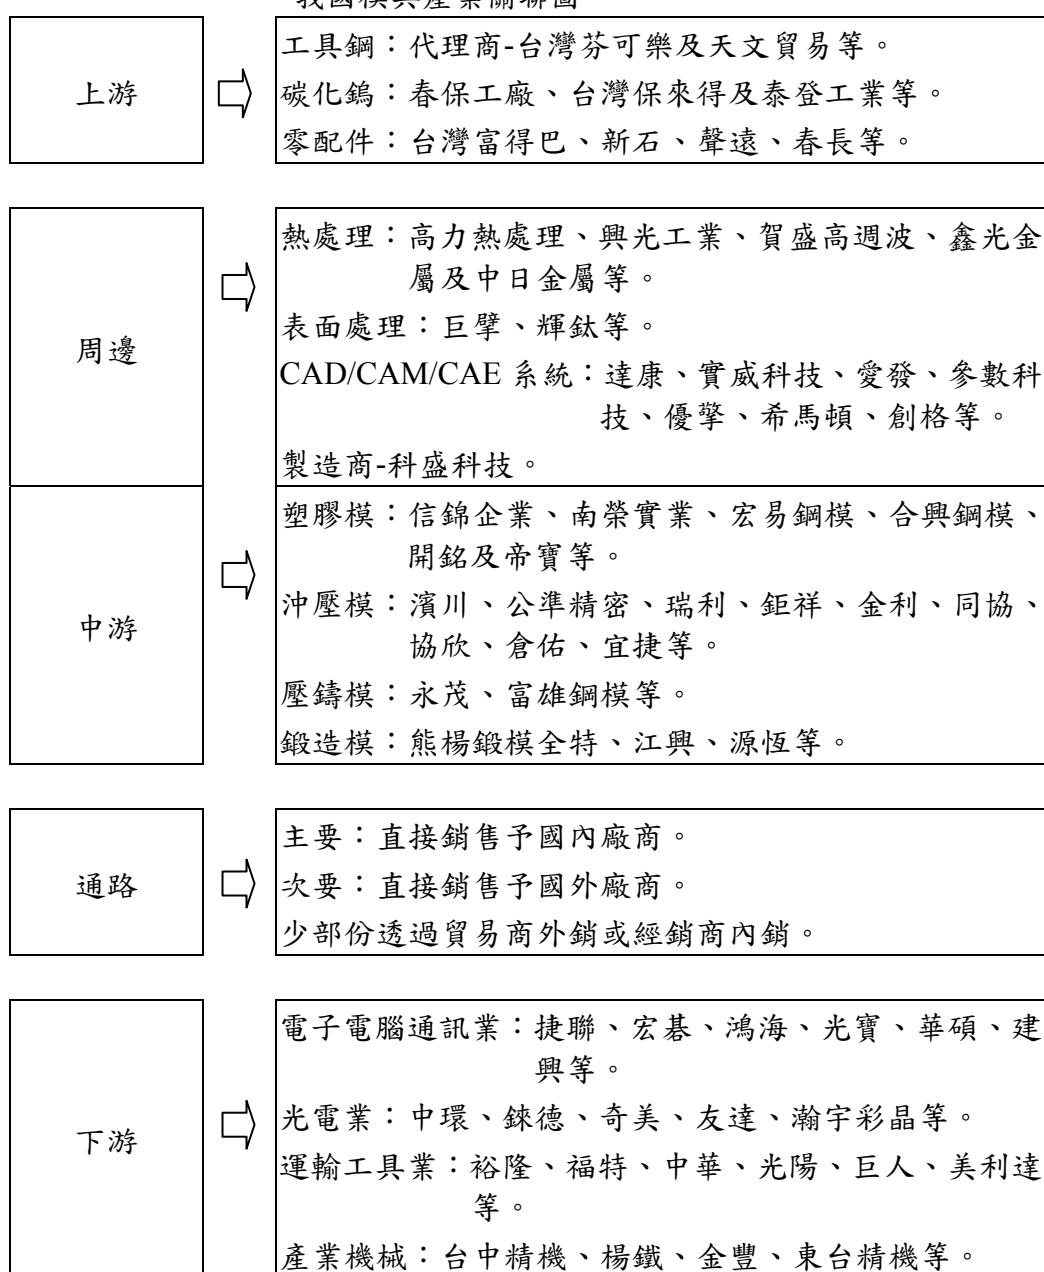 我國模具產業關聯圖
上游
工具鋼：代理商-台灣芬可樂及天文貿易等。
碳化鎢：春保工廠、台灣保來得及泰登工業等。
零配件：台灣富得巴、新石、聲遠、春長等。
周邊
熱處理：高力熱處理、興光工業、賀盛高週波、鑫光金
屬及中日金屬等。
表面處理：巨擘、輝鈦等。
CAD/CAM/CAE 系統：達康、實威科技、愛發、參數科
技、優擎、希馬頓、創格等。
製造商-科盛科技。
中游
塑膠模：信錦企業、南榮實業、宏易鋼模、合興鋼模、
開銘及帝寶等。
沖壓模：濱川、公準精密、瑞利、鉅祥、金利、同協、
協欣、倉佑、宜捷等。
壓鑄模：永茂、富雄鋼模等。
鍛造模：熊楊鍛模全特、江興、源恆等。
通路
主要：直接銷售予國內廠商。
次要：直接銷售予國外廠商。
少部份透過貿易商外銷或經銷商內銷。
下游
電子電腦通訊業：捷聯、宏碁、鴻海、光寶、華碩、建
興等。
光電業：中環、錸德、奇美、友達、瀚宇彩晶等。
運輸工具業：裕隆、福特、中華、光陽、巨人、美利達
等。
產業機械：台中精機、楊鐵、金豐、東台精機等。